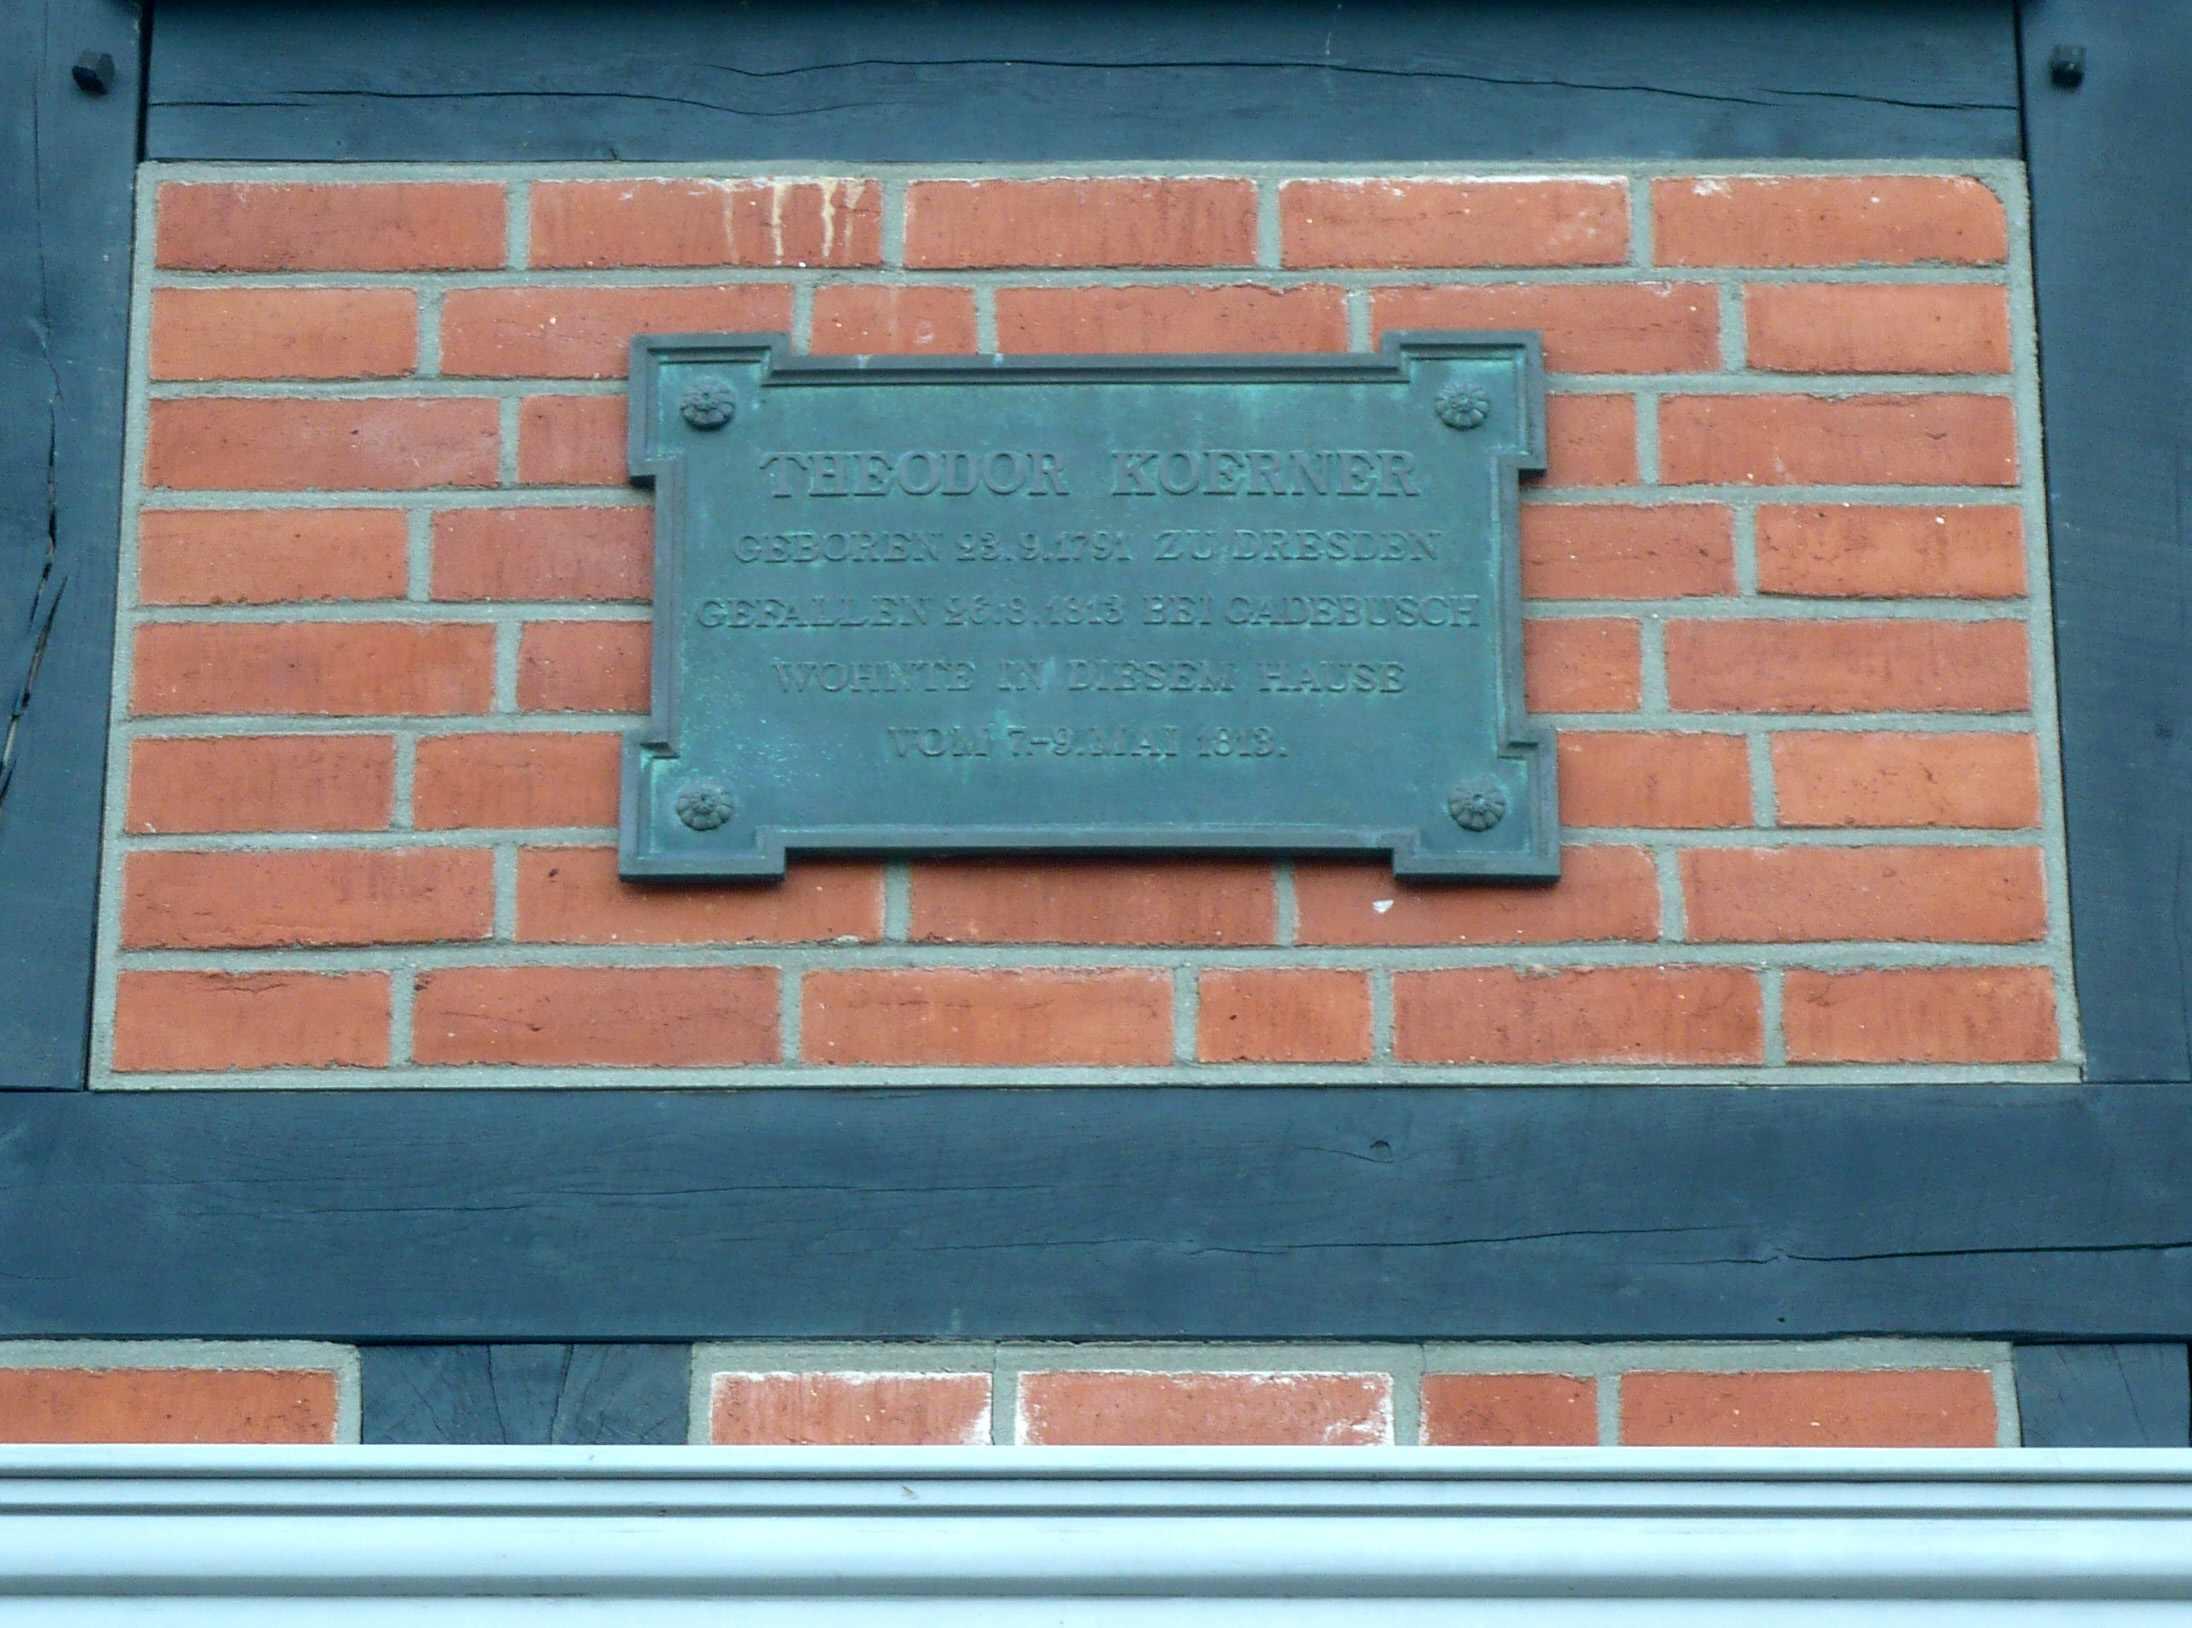 THEODOR KOERNER
GEBOREN 23.9.1791 ZU DRESDEN
GEFALLEN 26.8.1813 BEI GADEBUSCH
WOHNTE IN DIESEM HAUSE
VOM 7.-9.MAI 1813.